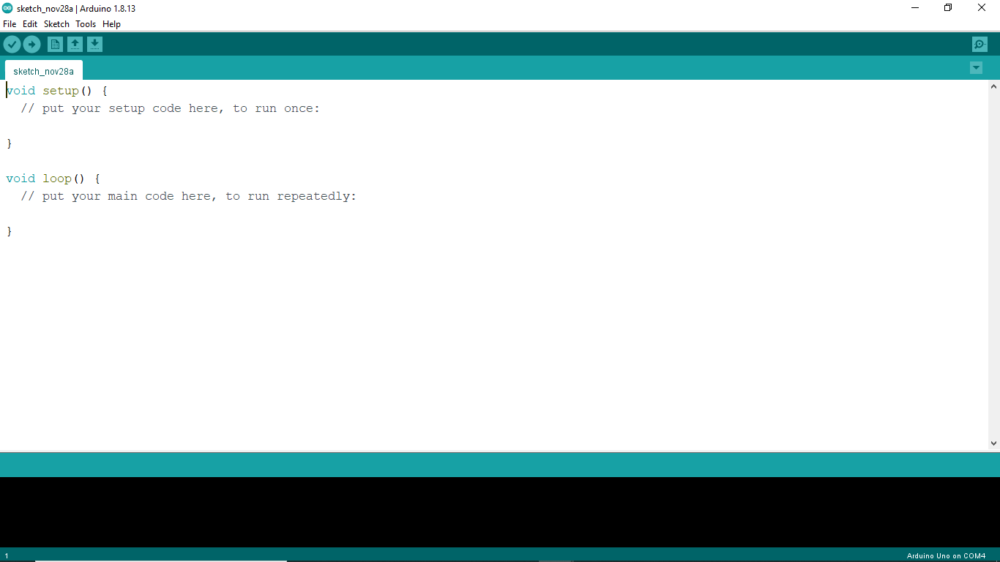 sketch_nov28a | Arduino 1.8.13
File Edit Sketch Tools Help
sketch_nov28a
void setup() {
  // put your setup code here, to run once:
}
void loop() {
  // put your main code here, to run repeatedly:
}
1
Arduino Uno on COM4